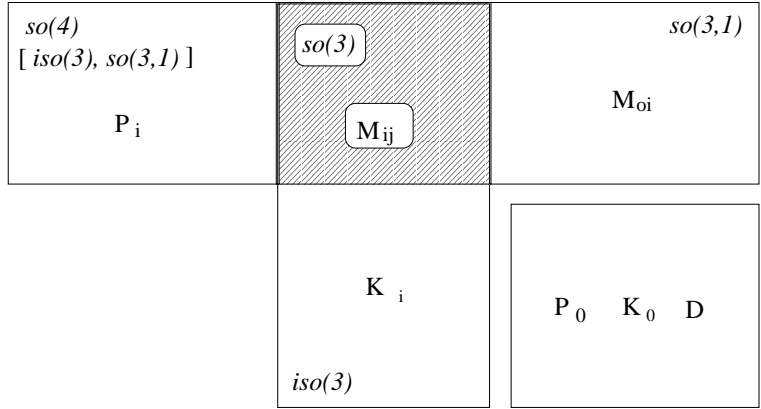 so(4)
[ iso(3), so(3,1) ]
P i
so(3)
M ij
so(3,1)
M oi
K i
iso(3)
P 0 K 0 D